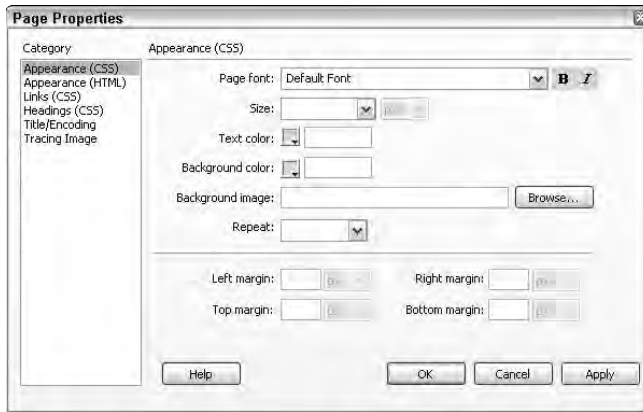 Page Properties
Category
Appearance (CSS)
Appearance (HTML)
Links (CSS)
Headings (CSS)
Title/Encoding
Tracing Image
Appearance (CSS)
Page font: Default Font B I
Size:
Text color:
Background color:
Background image: Browse...
Repeat:
Left margin: Right margin:
Top margin: Bottom margin:
Help OK Cancel Apply